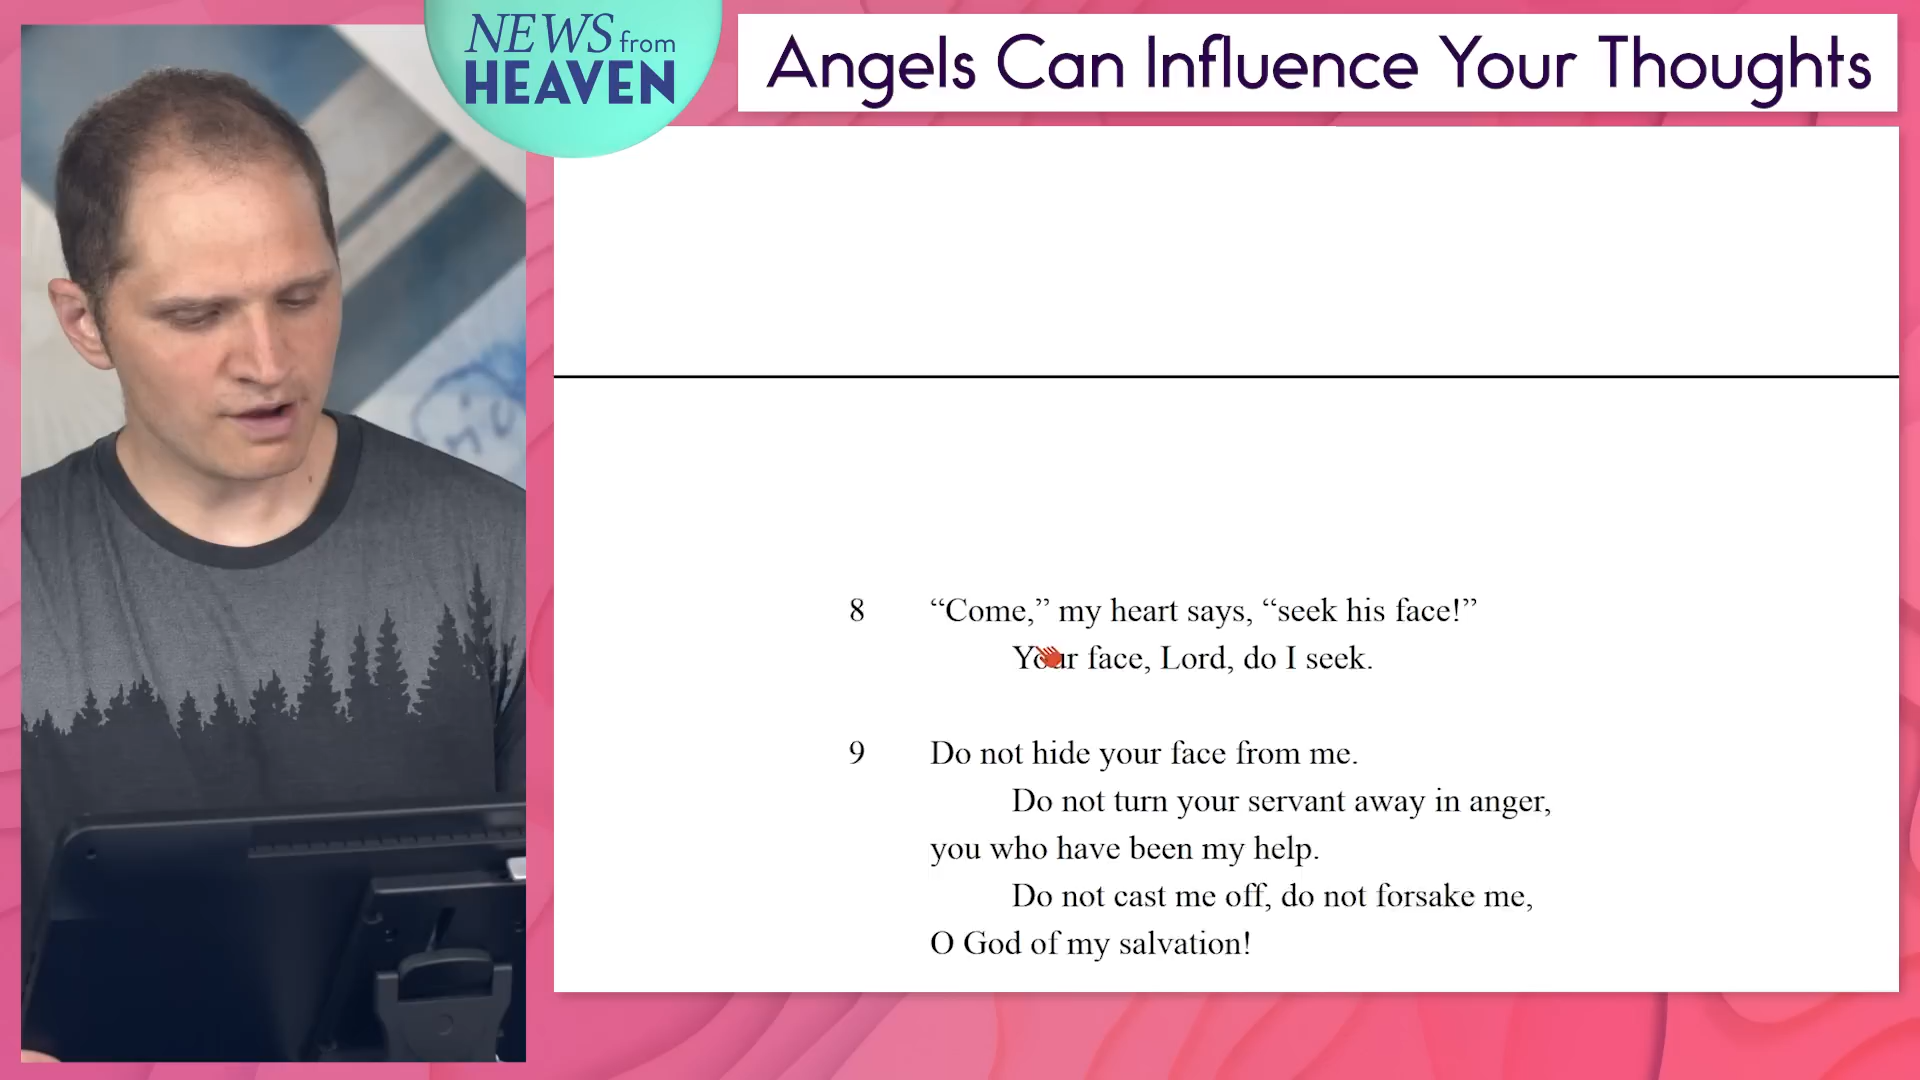 NEWS from
HEAVEN
Angels Can Influence Your Thoughts
8 “Come,” my heart says, “seek his face!”
Your face, Lord, do I seek.
9 Do not hide your face from me.
Do not turn your servant away in anger,
you who have been my help.
Do not cast me off, do not forsake me,
O God of my salvation!